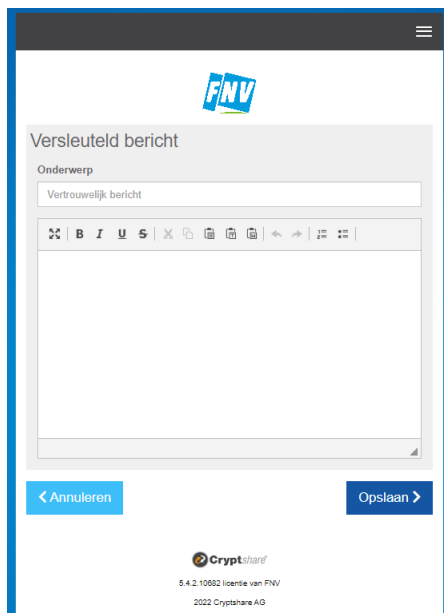 FNV
Versleuteld bericht
Onderwerp
Vertrouwelijk bericht
B I U S
Annuleren
Opslaan
Cryptshare
5.4.2.10682 licentie van FNV
2022 Cryptshare AG